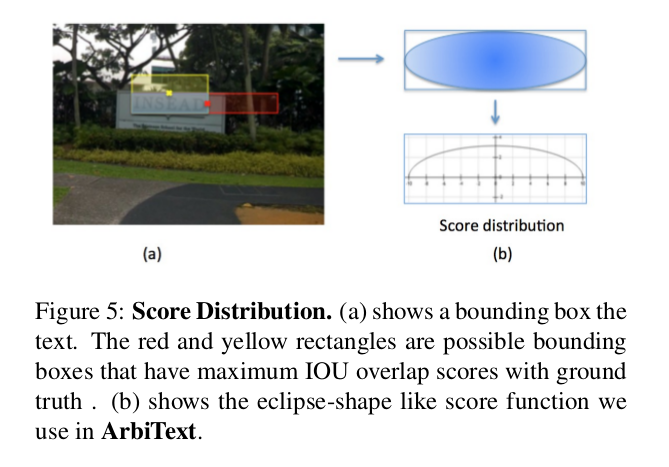 INSEAD
(a)
Score distribution
(b)
Figure 5: Score Distribution. (a) shows a bounding box the
text. The red and yellow rectangles are possible bounding
boxes that have maximum IOU overlap scores with ground
truth . (b) shows the eclipse-shape like score function we
use in ArbiText.